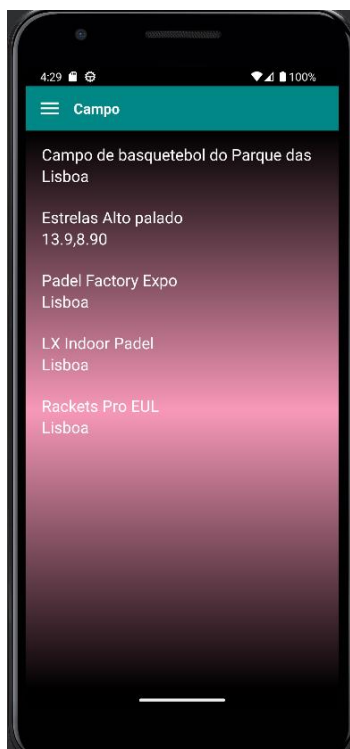 4:29 100%
Campo
Campo de basquetebol do Parque das
Lisboa
Estrelas Alto palado
13.9,8.90
Padel Factory Expo
Lisboa
LX Indoor Padel
Lisboa
Rackets Pro EUL
Lisboa